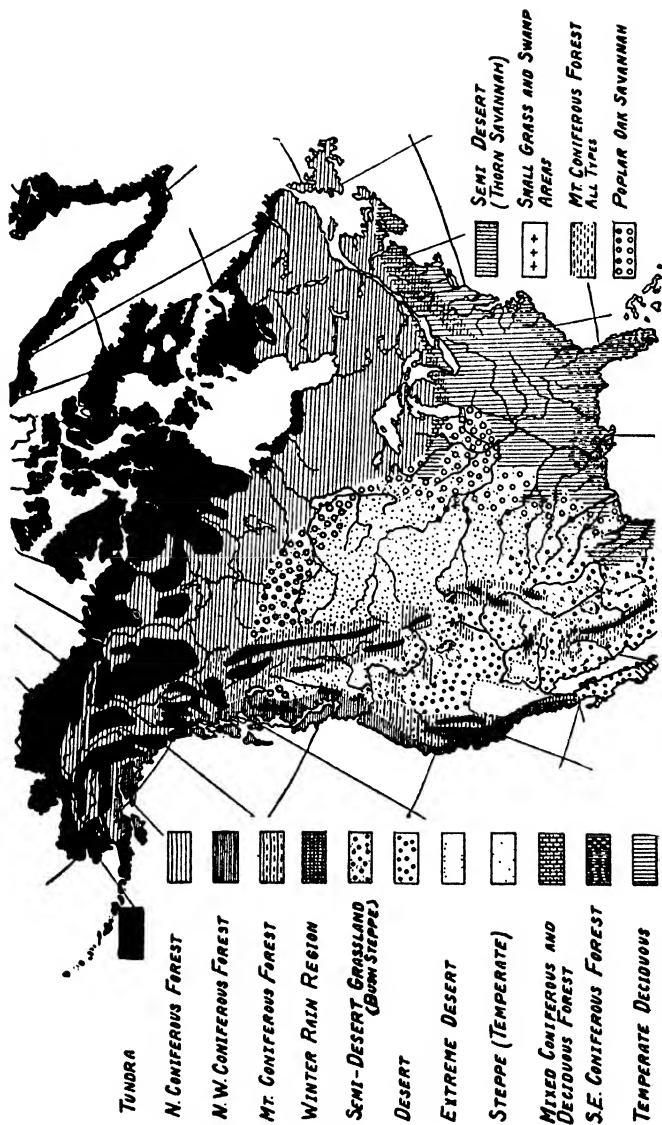 TUNDRA
N. CONIFEROUS FOREST
N.W. CONIFEROUS FOREST
MT. CONIFEROUS FOREST
WINTER RAIN REGION
SEMI-DESERT GRASSLAND
(BUSH STEPPE)
DESERT
EXTREME DESERT
STEPPE (TEMPERATE)
MIXED CONIFEROUS AND
DECIDUOUS FOREST
S.E. CONIFEROUS FOREST
TEMPERATE DECIDUOUS
SEMI DESERT
(THORN SAVANNAH)
SMALL GRASS AND SWAMP
AREAS
MT. CONIFEROUS FOREST
ALL TYPES
POPLAR OAK SAVANNAH